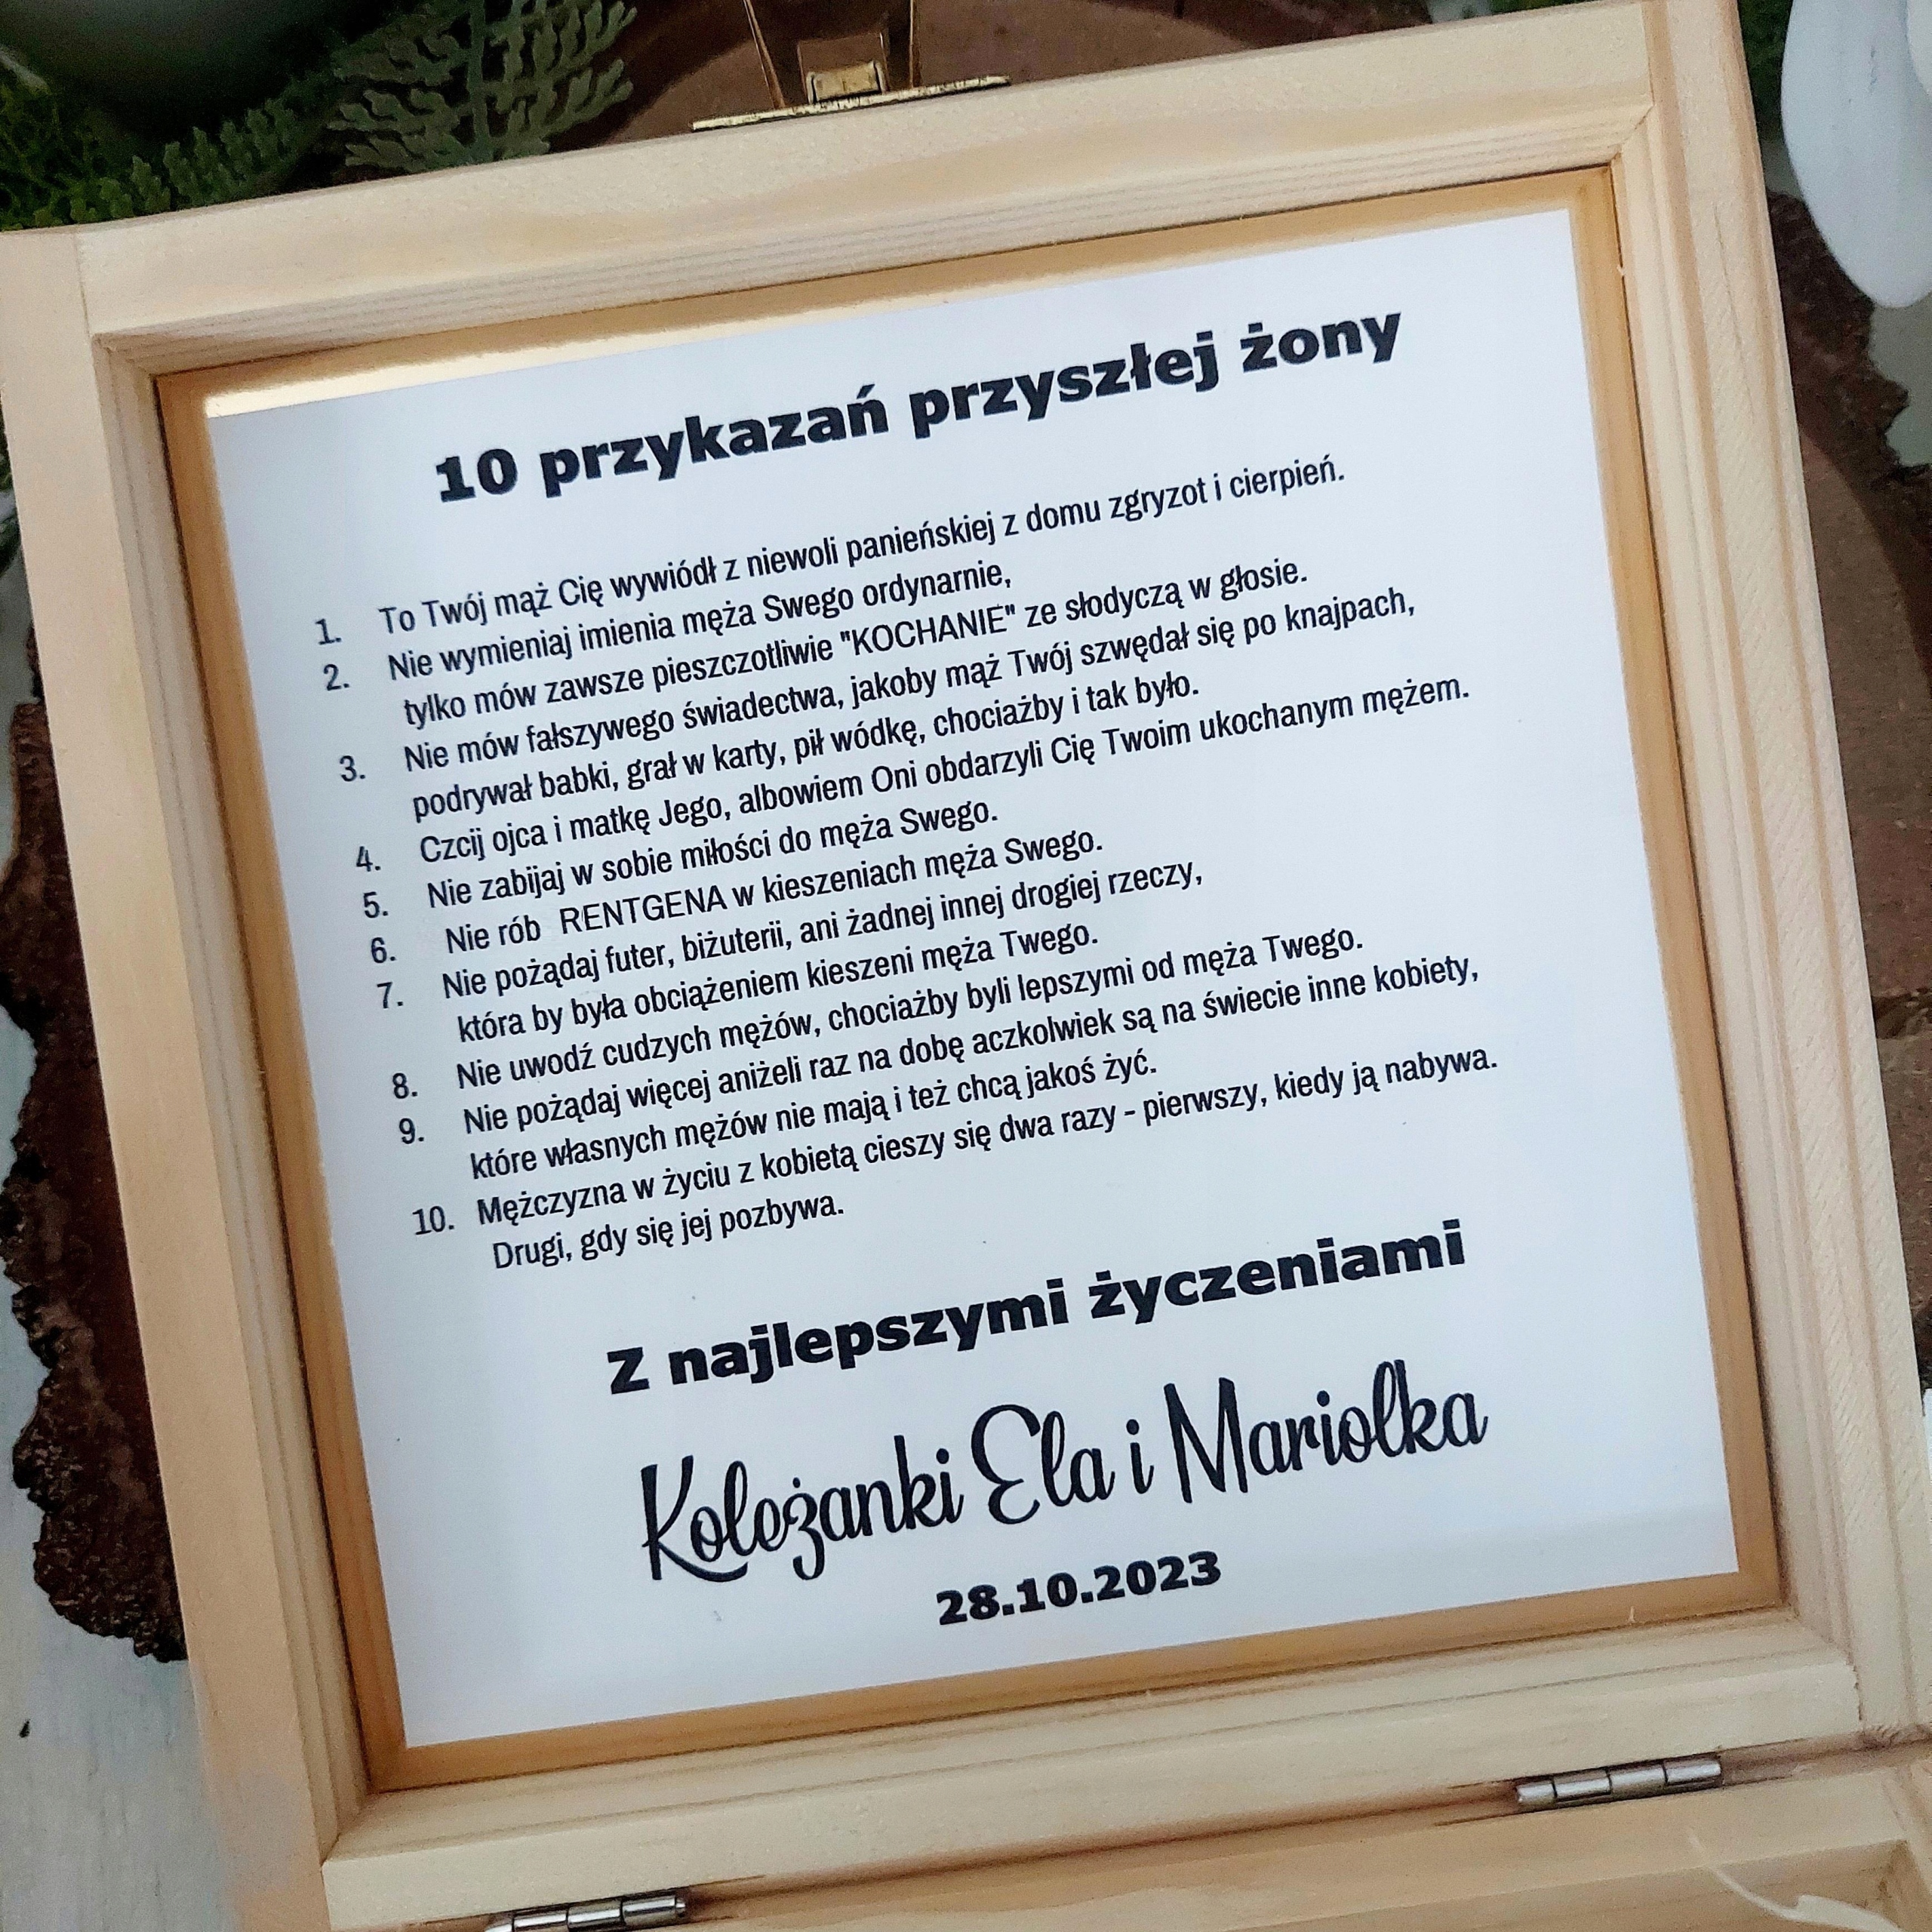 10 przykazań przyszłej żony
1. To Twój mąż Cię wywiódł z niewoli panieńskiej z domu zgryzot i cierpień.
2. Nie wymieniaj imienia męża Swego ordynarnie,
tylko mów zawsze pieszczotliwie "KOCHANIE" ze słodyczą w głosie.
3. Nie mów fałszywego świadectwa, jakoby mąż Twój szwędał się po knajpach,
podrywał babki, grał w karty, pił wódkę, chociażby i tak było.
4. Czcij ojca i matkę Jego, albowiem Oni obdarzyli Cię Twoim ukochanym mężem.
5. Nie zabijaj w sobie miłości do męża Swego.
6. Nie rób RENTGENA w kieszeniach męża Swego.
7. Nie pożądaj futer, biżuterii, ani żadnej innej drogiej rzeczy,
która by była obciążeniem kieszeni męża Twego.
8. Nie uwodź cudzych mężów, chociażby byli lepszymi od męża Twego.
9. Nie pożądaj więcej aniżeli raz na dobę aczkolwiek są na świecie inne kobiety,
które własnych mężów nie mają i też chcą jakoś żyć.
10. Mężczyzna w życiu z kobietą cieszy się dwa razy - pierwszy, kiedy ją nabywa.
Drugi, gdy się jej pozbywa.
Z najlepszymi życzeniami
Koleżanki Ela i Mariolka
28.10.2023